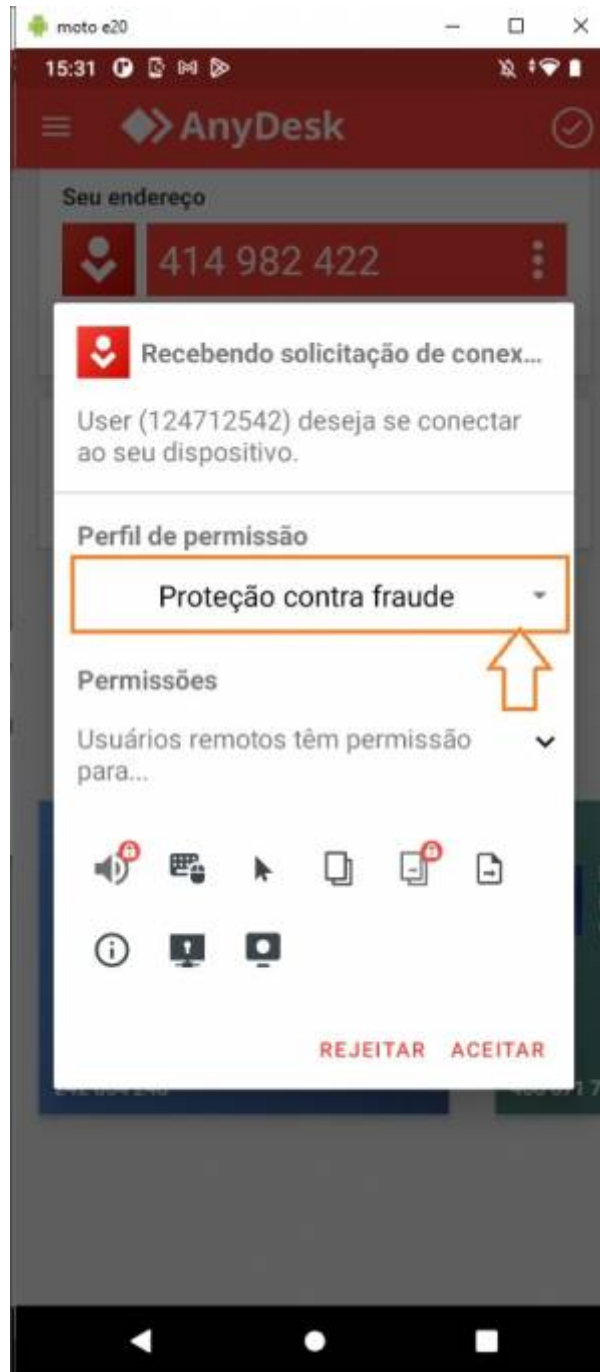 moto e20
15:31
AnyDesk
Seu endereço
414 982 422
Recebendo solicitação de conex...
User (124712542) deseja se conectar
ao seu dispositivo.
Perfil de permissão
Proteção contra fraude
Permissões
Usuários remotos têm permissão
para...
REJEITAR ACEITAR